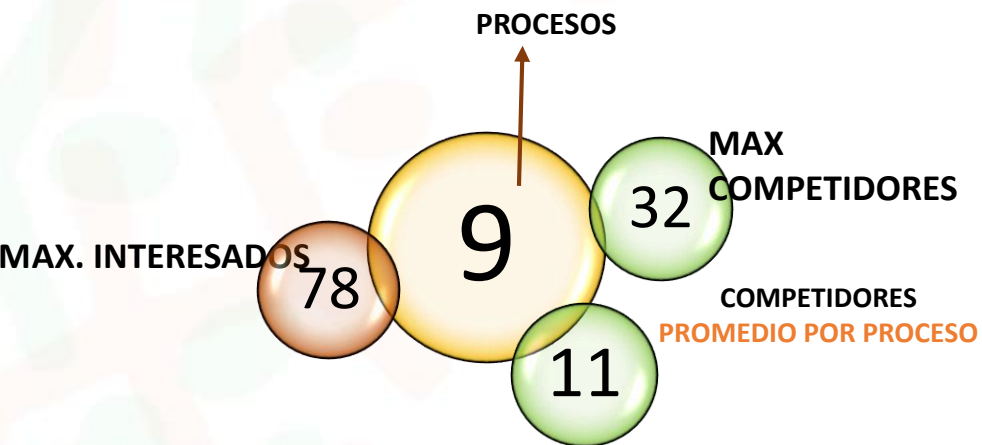 PROCESOS
9
MAX
COMPETIDORES
32
MAX. INTERESADOS
78
COMPETIDORES
PROMEDIO POR PROCESO
11